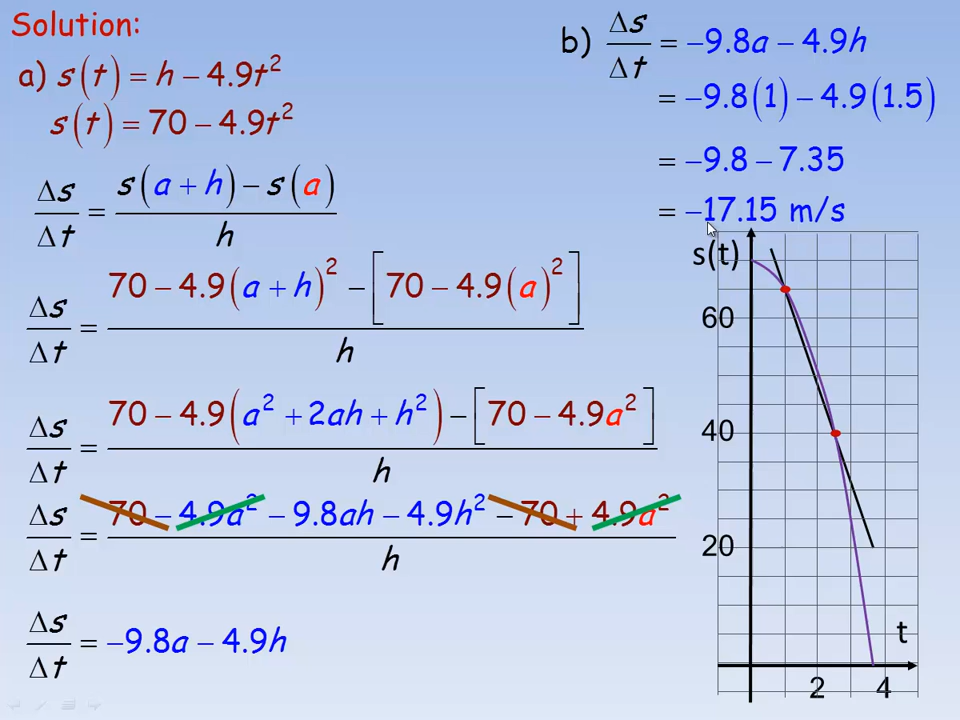 Solution:
a) s(t) = h − 4.9t²
s(t) = 70 − 4.9t²
Δs/Δt = (s(a + h) − s(a))/h
Δs/Δt = (70 − 4.9(a + h)² − [70 − 4.9(a)²])/h
Δs/Δt = (70 − 4.9(a² + 2ah + h²) − [70 − 4.9a²])/h
Δs/Δt = (70 − 4.9a² − 9.8ah − 4.9h² − 70 + 4.9a²)/h
Δs/Δt = −9.8a − 4.9h
b) Δs/Δt = −9.8a − 4.9h
= −9.8(1) − 4.9(1.5)
= −9.8 − 7.35
= −17.15 m/s
s(t)
60
40
20
t
2 4